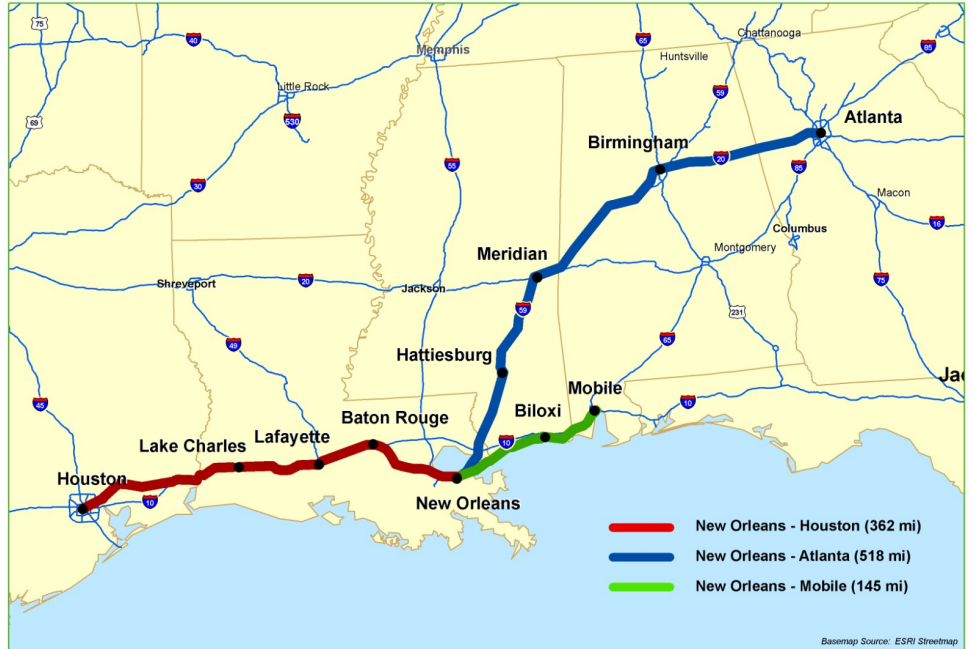 75
40
Memphis
65
Chattanooga
85
Huntsville
Little Rock
59
69
530
Atlanta
Birmingham
20
55
85
30
Macon
16
Columbus
Meridian
Montgomery
Shreveport
20
Jackson
75
59
231
49
65
Hattiesburg
Jac
Mobile
45
10
Baton Rouge
Biloxi
Lake Charles
Lafayette
10
Houston
10
New Orleans
New Orleans - Houston (362 mi)
New Orleans - Atlanta (518 mi)
New Orleans - Mobile (145 mi)
Basemap Source: ESRI Streetmap